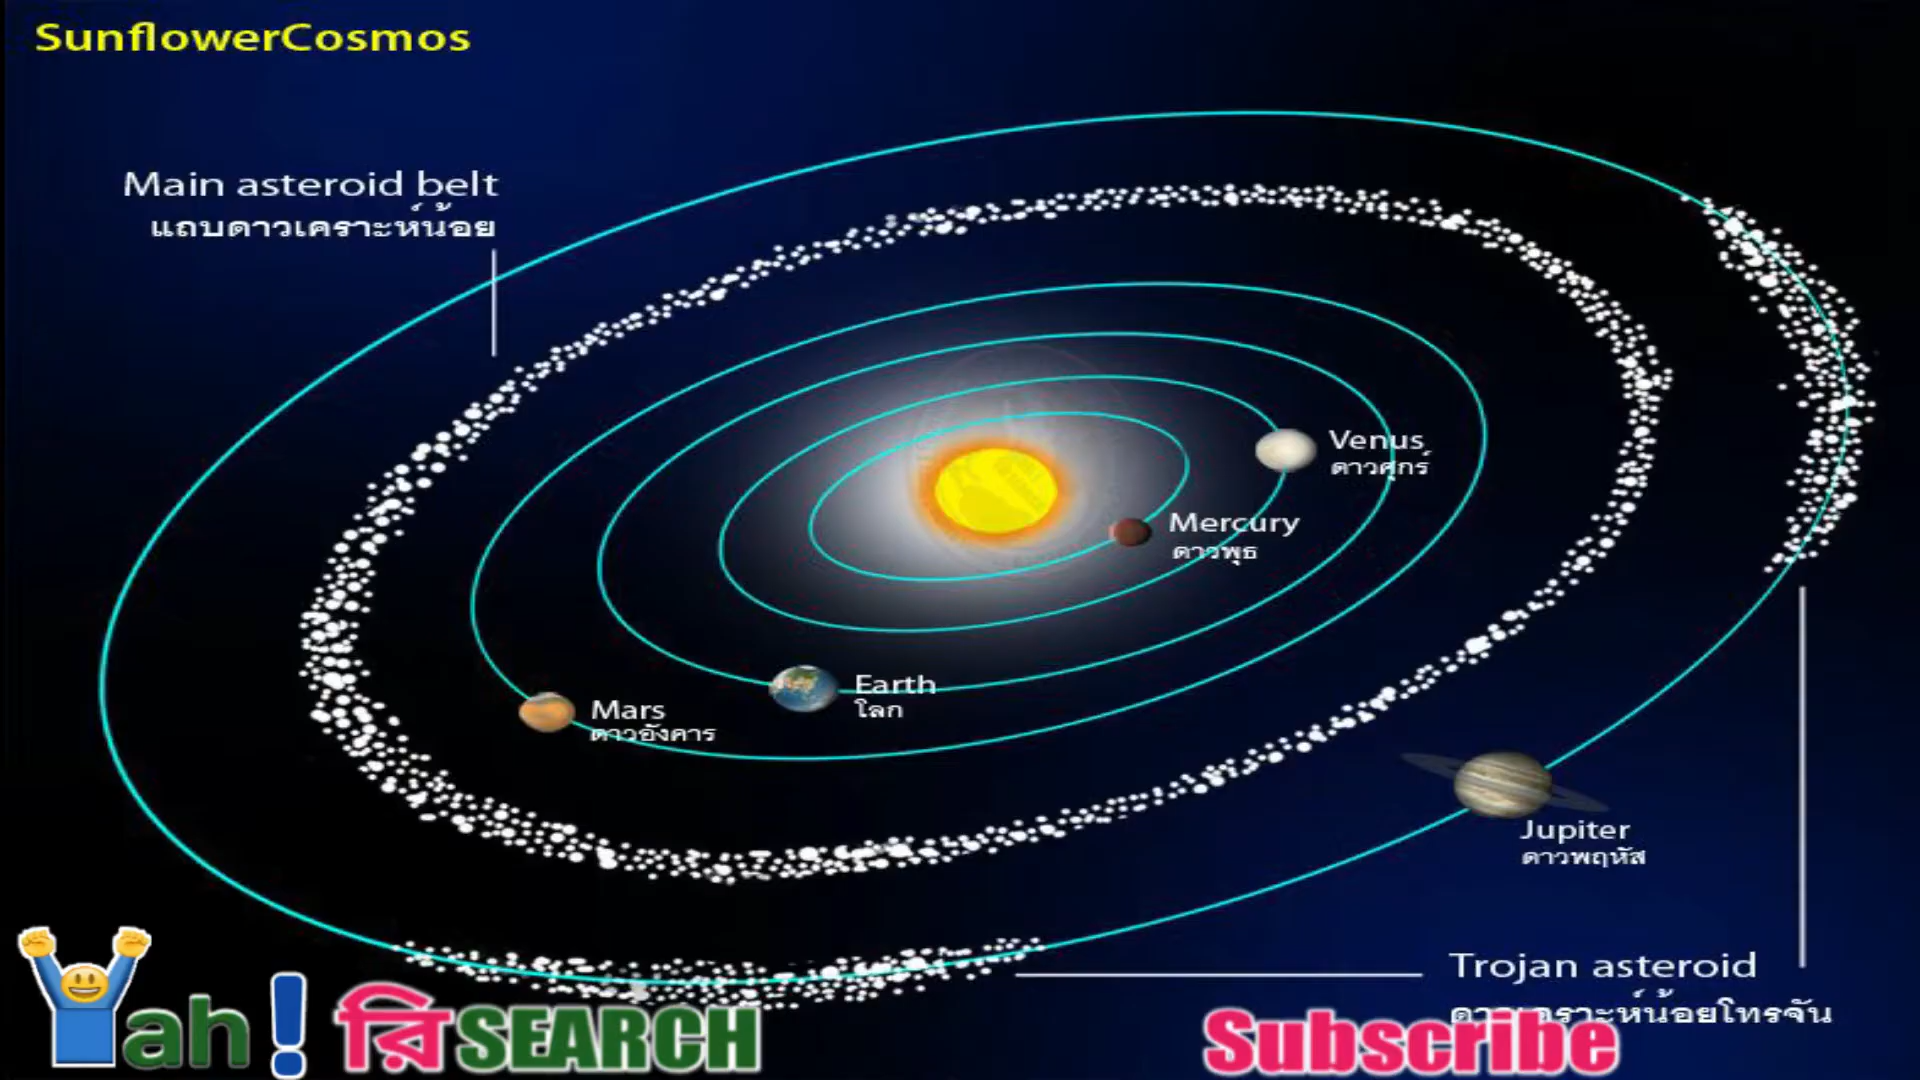 SunflowerCosmos
Main asteroid belt
แถบดาวเคราะห์น้อย
Venus
ดาวศุกร์
Mercury
ดาวพุธ
Earth
โลก
Mars
ดาวอังคาร
Jupiter
ดาวพฤหัส
Trojan asteroid
ดาวเคราะห์น้อยโทรจัน
Yah! রিSEARCH
Subscribe